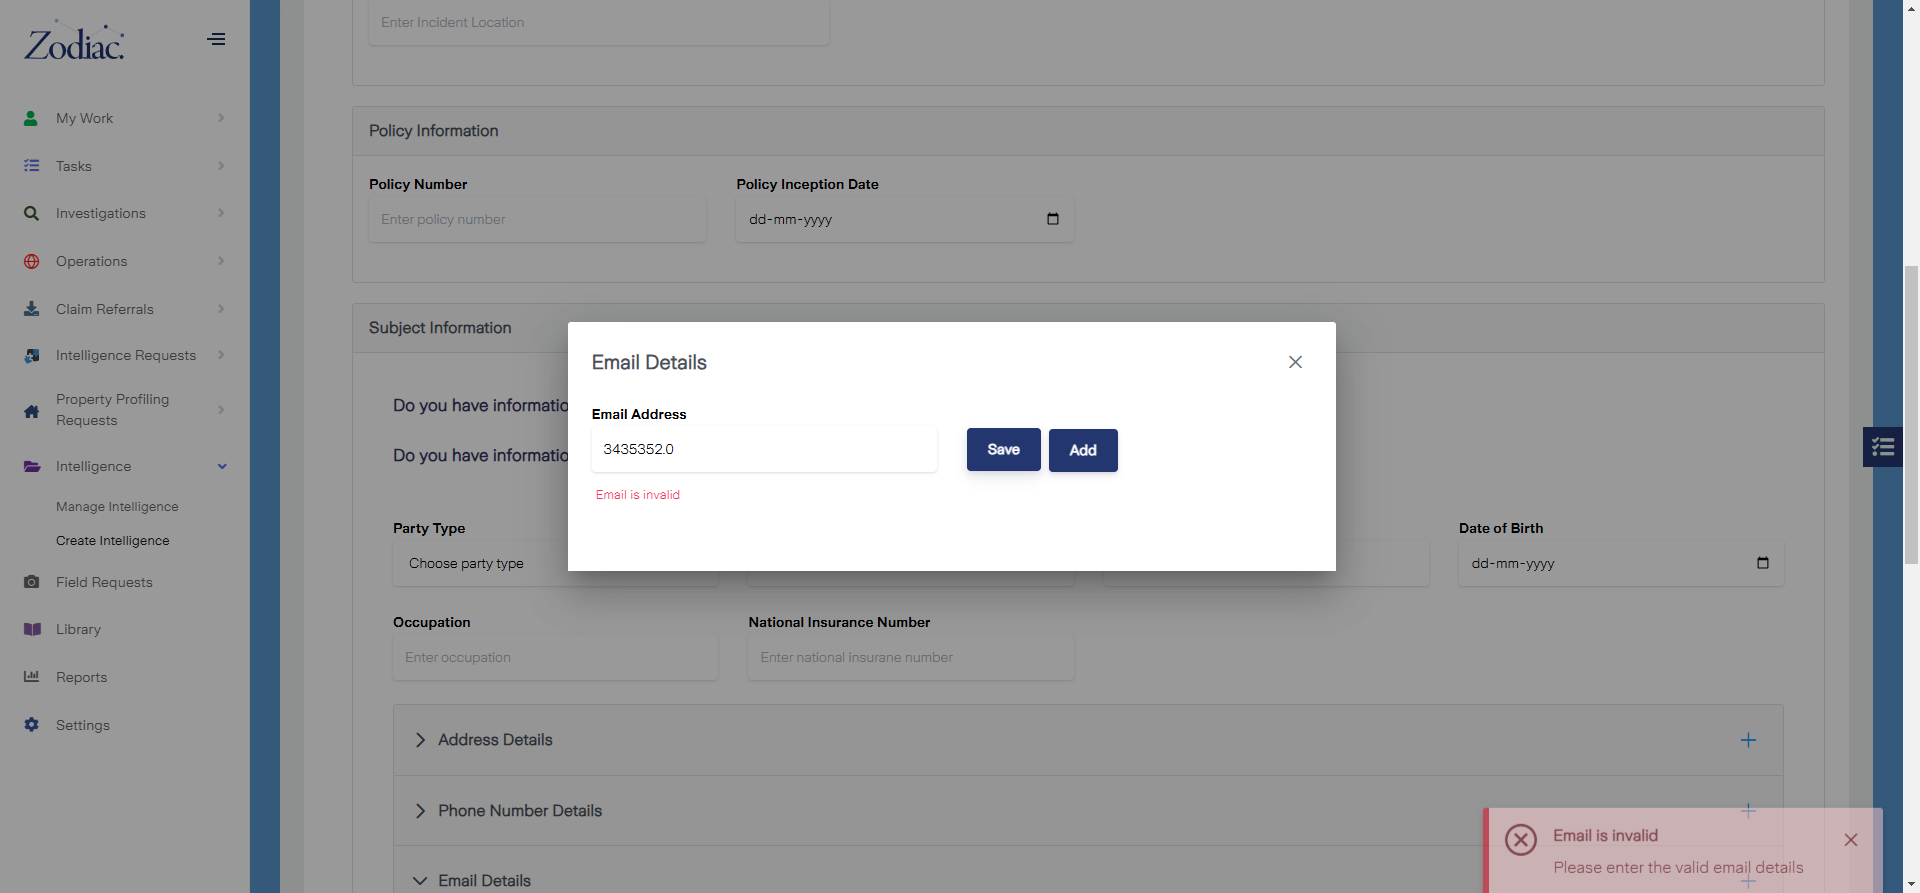 Zodiac.
My Work
Tasks
Investigations
Operations
Claim Referrals
Intelligence Requests
Property Profiling
Requests
Intelligence
Manage Intelligence
Create Intelligence
Field Requests
Library
Reports
Settings
Enter Incident Location
Policy Information
Policy Number
Policy Inception Date
Enter policy number
dd-mm-yyyy
Subject Information
Do you have informatio
Do you have informatio
Email Details
Email Address
3435352.0
Save
Add
Email is invalid
Party Type
Date of Birth
Choose party type
dd-mm-yyyy
Occupation
National Insurance Number
Enter occupation
Enter national insurane number
Address Details
Phone Number Details
Email Details
Email is invalid
Please enter the valid email details